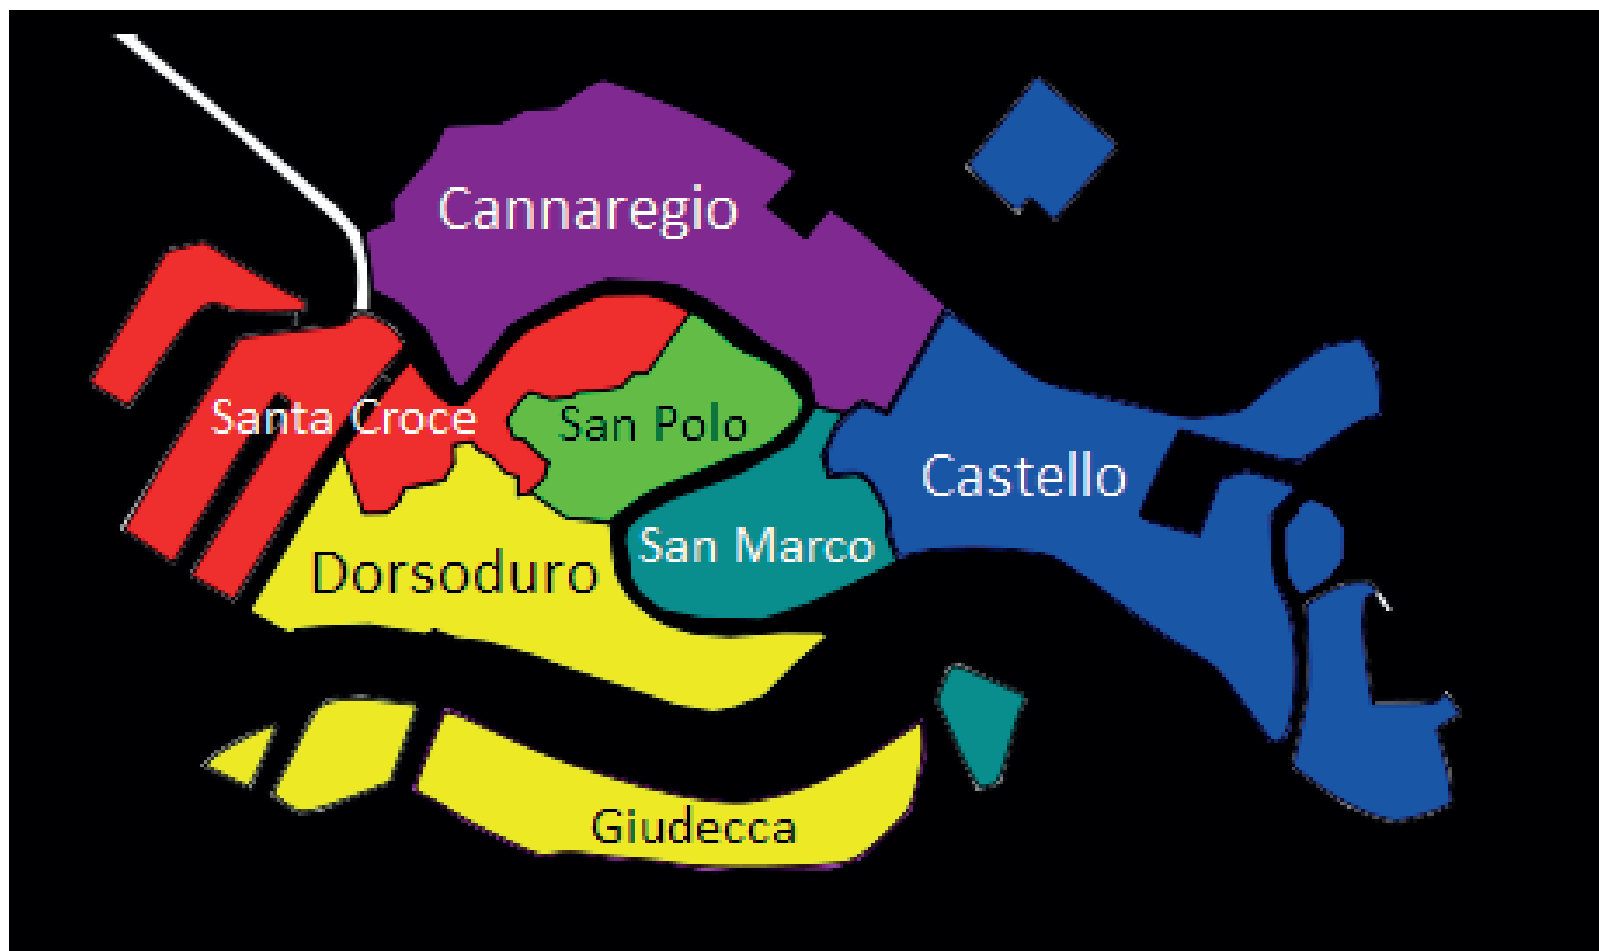 Cannaregio
Santa Croce
San Polo
Castello
San Marco
Dorsoduro
Giudecca